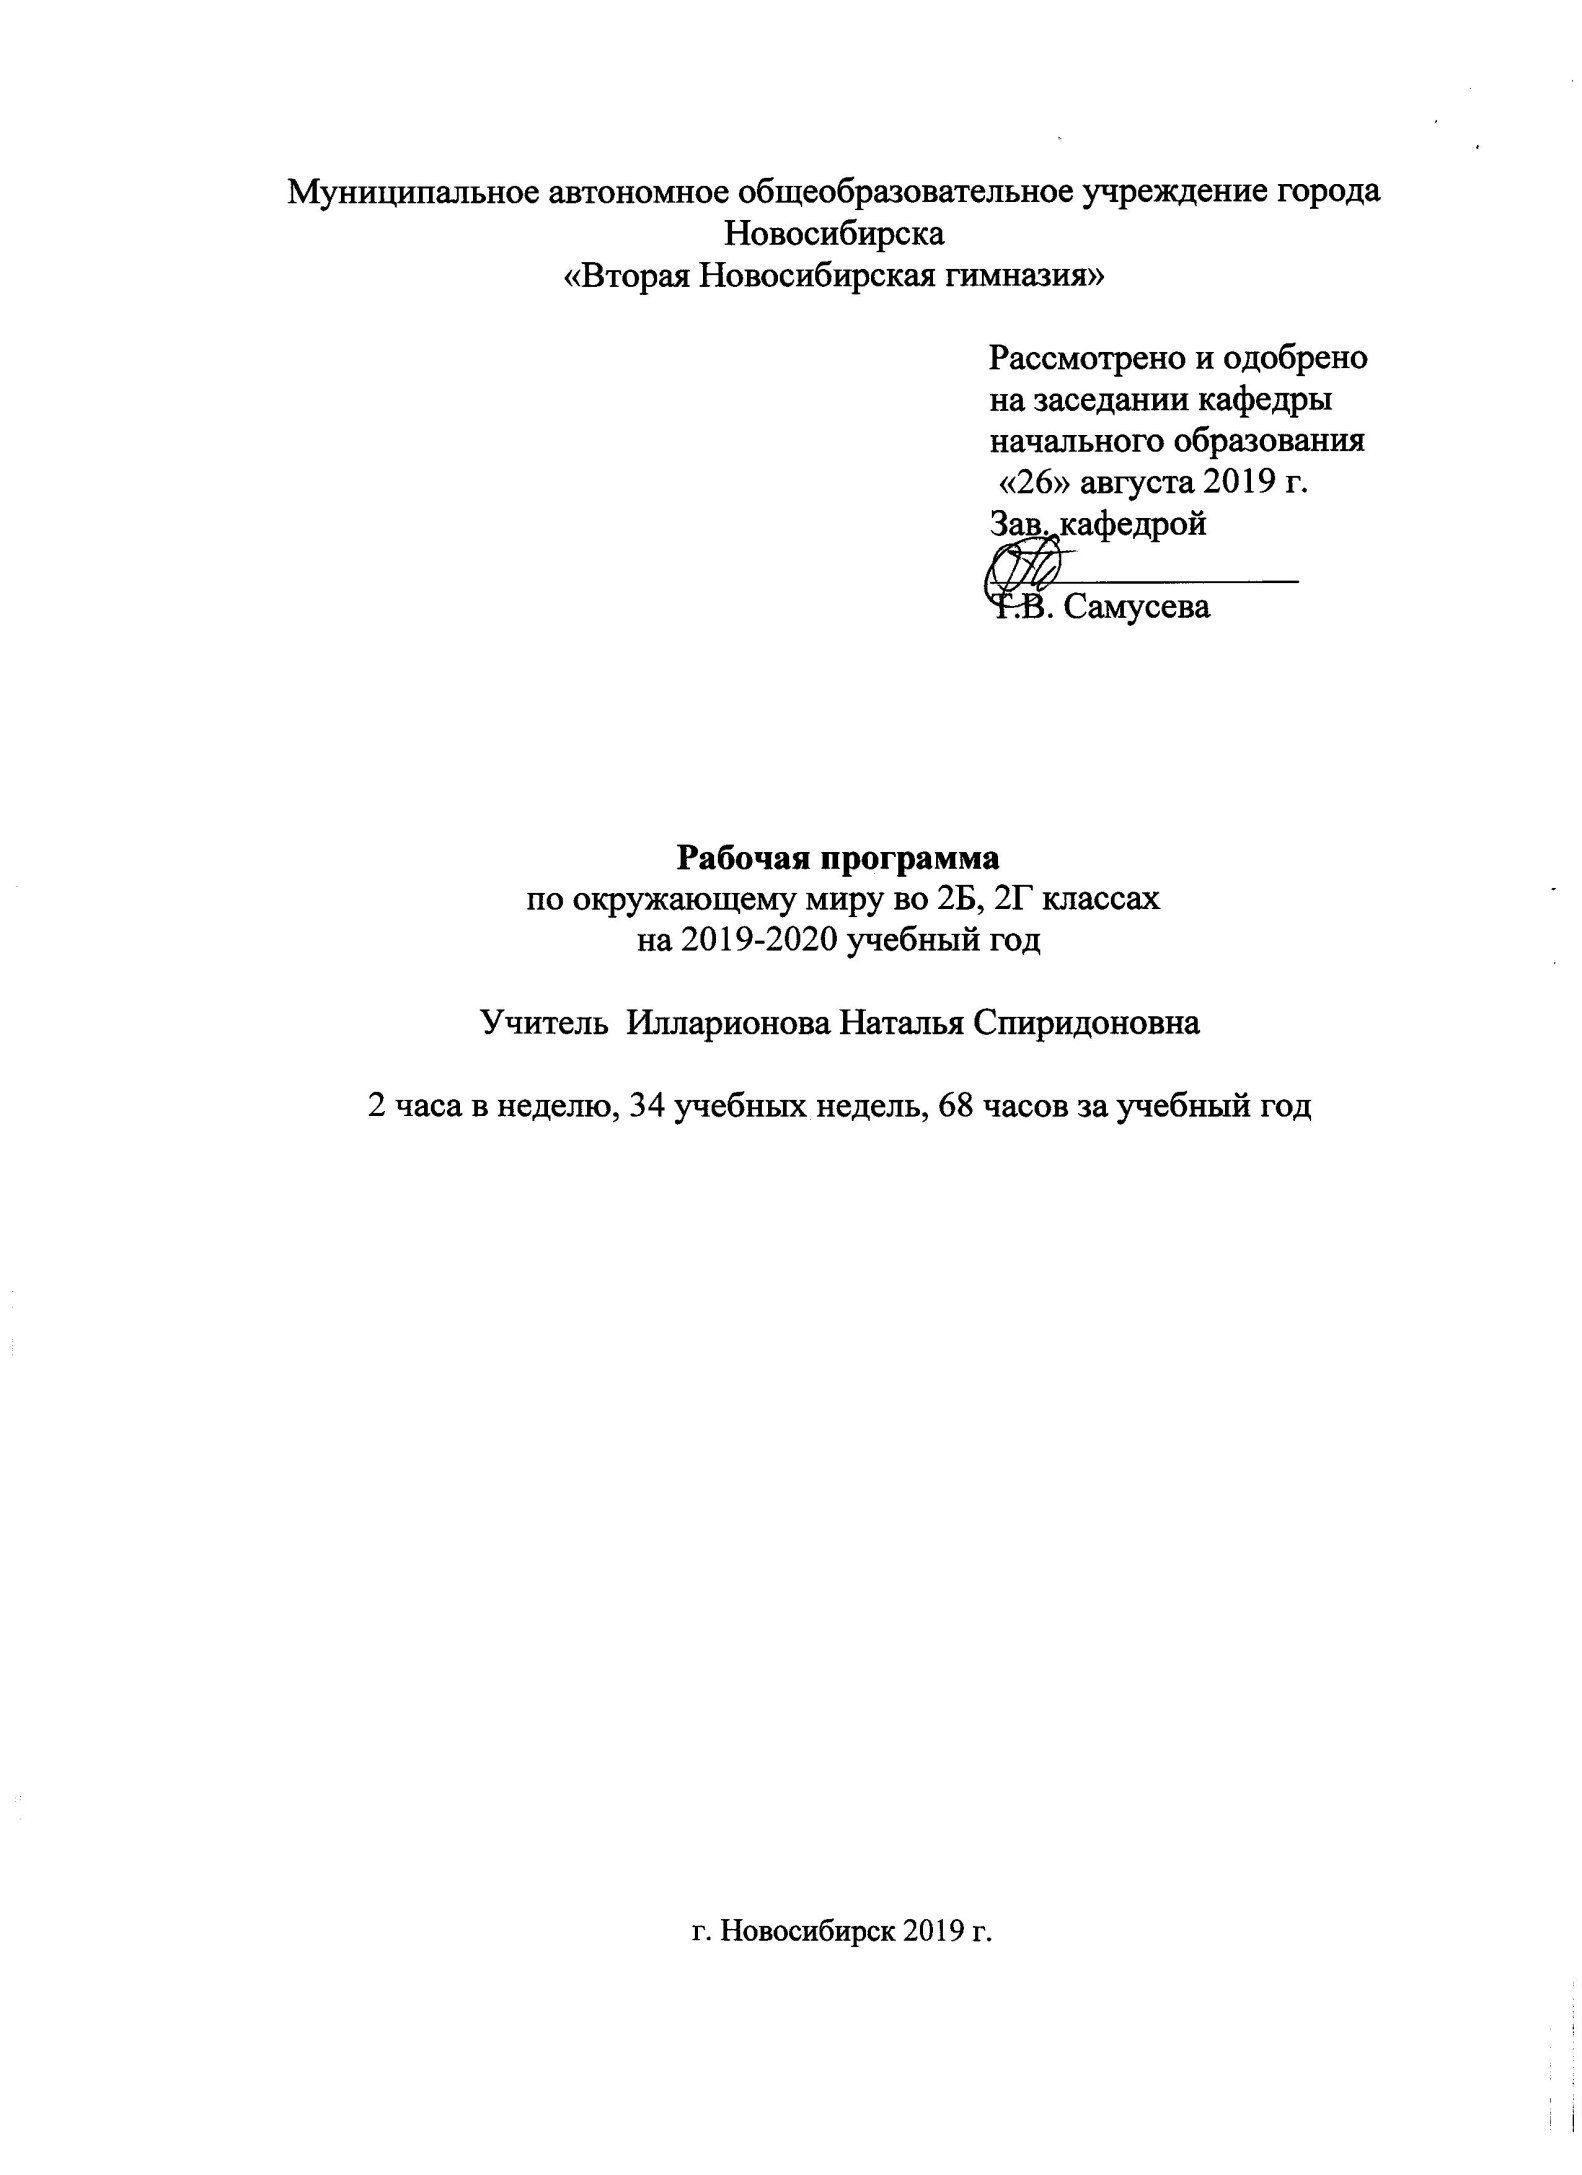 Муниципальное автономное общеобразовательное учреждение города
Новосибирска
«Вторая Новосибирская гимназия»
Рассмотрено и одобрено
на заседании кафедры
начального образования
«26» августа 2019 г.
Зав. кафедрой
Т.В. Самусева
Рабочая программа
по окружающему миру во 2Б, 2Г классах
на 2019-2020 учебный год
Учитель Илларионова Наталья Спиридоновна
2 часа в неделю, 34 учебных недель, 68 часов за учебный год
г. Новосибирск 2019 г.